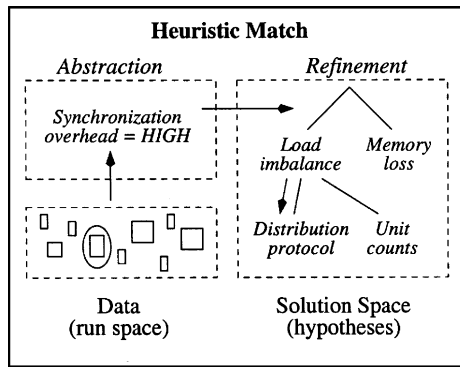 Heuristic Match
Abstraction
Refinement
Synchronization
overhead = HIGH
Load
imbalance
Memory
loss
Distribution
protocol
Unit
counts
Data
(run space)
Solution Space
(hypotheses)